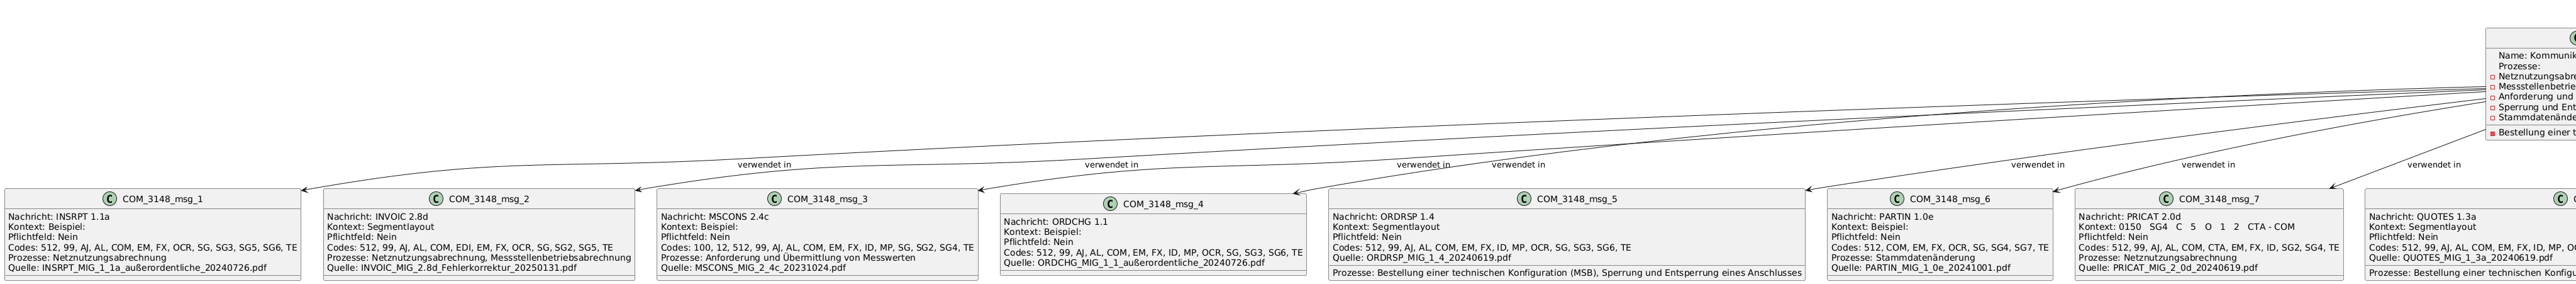 Name: Kommunik
Prozesse:
Netznutzungsabre
Messstellenbetrie
Anforderung und
Sperrung und Ent
Stammdatenände
Bestellung einer t
verwendet in
verwendet in
verwendet in
verwendet in
verwendet in
verwendet in
verwendet in
C COM_3148_msg_1
Nachricht: INSRPT 1.1a
Kontext: Beispiel:
Pflichtfeld: Nein
Codes: 512, 99, AJ, AL, COM, EM, FX, OCR, SG, SG3, SG5, SG6, TE
Prozesse: Netznutzungsabrechnung
Quelle: INSRPT_MIG_1_1a_außerordentliche_20240726.pdf
C COM_3148_msg_2
Nachricht: INVOIC 2.8d
Kontext: Segmentlayout
Pflichtfeld: Nein
Codes: 512, 99, AJ, AL, COM, EDI, EM, FX, OCR, SG, SG2, SG5, TE
Prozesse: Netznutzungsabrechnung, Messstellenbetriebsabrechnung
Quelle: INVOIC_MIG_2.8d_Fehlerkorrektur_20250131.pdf
C COM_3148_msg_3
Nachricht: MSCONS 2.4c
Kontext: Beispiel:
Pflichtfeld: Nein
Codes: 100, 12, 512, 99, AJ, AL, COM, EM, FX, ID, MP, SG, SG2, SG4, TE
Prozesse: Anforderung und Übermittlung von Messwerten
Quelle: MSCONS_MIG_2_4c_20231024.pdf
C COM_3148_msg_4
Nachricht: ORDCHG 1.1
Kontext: Beispiel:
Pflichtfeld: Nein
Codes: 512, 99, AJ, AL, COM, EM, FX, ID, MP, OCR, SG, SG3, SG6, TE
Quelle: ORDCHG_MIG_1_1_außerordentliche_20240726.pdf
C COM_3148_msg_5
Nachricht: ORDRSP 1.4
Kontext: Segmentlayout
Pflichtfeld: Nein
Codes: 512, 99, AJ, AL, COM, EM, FX, ID, MP, OCR, SG, SG3, SG6, TE
Quelle: ORDRSP_MIG_1_4_20240619.pdf
Prozesse: Bestellung einer technischen Konfiguration (MSB), Sperrung und Entsperrung eines Anschlusses
C COM_3148_msg_6
Nachricht: PARTIN 1.0e
Kontext: Beispiel:
Pflichtfeld: Nein
Codes: 512, COM, EM, FX, OCR, SG, SG4, SG7, TE
Prozesse: Stammdatenänderung
Quelle: PARTIN_MIG_1_0e_20241001.pdf
C COM_3148_msg_7
Nachricht: PRICAT 2.0d
Kontext: 0150 SG4 C 5 O 1 2 CTA - COM
Pflichtfeld: Nein
Codes: 512, 99, AJ, AL, COM, CTA, EM, FX, ID, SG2, SG4, TE
Prozesse: Netznutzungsabrechnung
Quelle: PRICAT_MIG_2_0d_20240619.pdf
Nachricht: QUOTES 1.3a
Kontext: Segmentlayout
Pflichtfeld: Nein
Codes: 512, 99, AJ, AL, COM, EM, FX, ID, MP, O
Quelle: QUOTES_MIG_1_3a_20240619.pdf
Prozesse: Bestellung einer technischen Konfigu